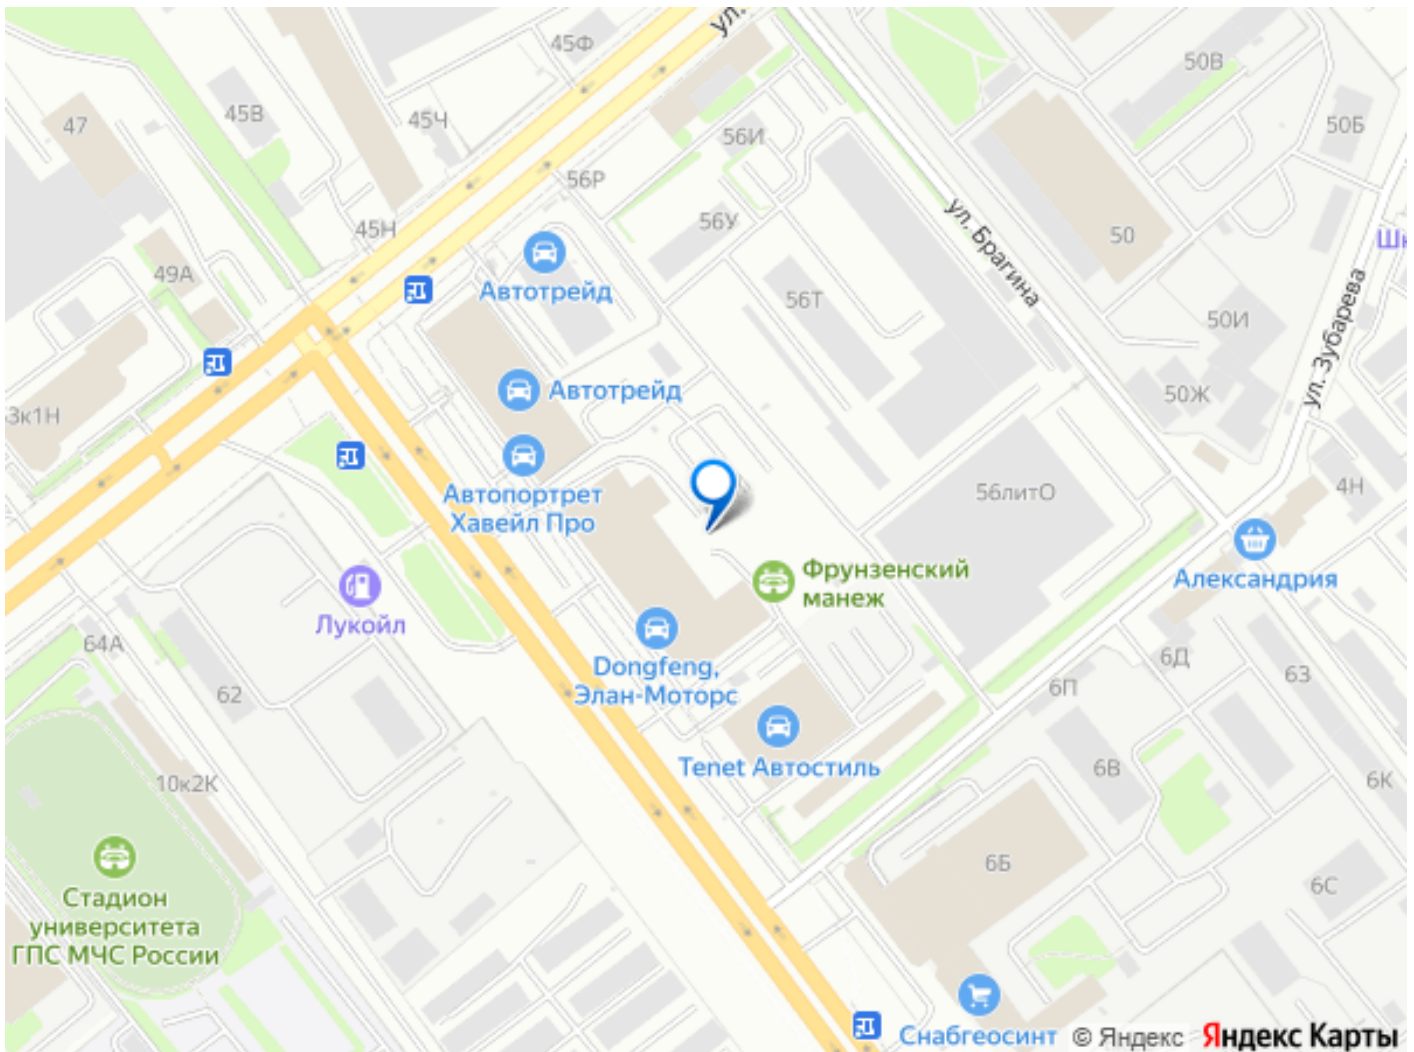 ул.
45Ф
50В
47
45В
45Ч
56И
50Б
56Р
ул. Брагина
45Н
56У
50
Шк
49А
Автотрейд
56Т
50И
ул. Зубарева
3к1Н
Автотрейд
50Ж
Автопортрет
Хавейл Про
56литО
4Н
Лукойл
Фрунзенский
манеж
Александрия
64А
62
Dongfeng,
Элан-Моторс
6Д
6П
63
Tenet Автостиль
6В
6К
10к2К
6Б
6С
Стадион
университета
ГПС МЧС России
Снабгеосинт
© Яндекс Яндекс Карты